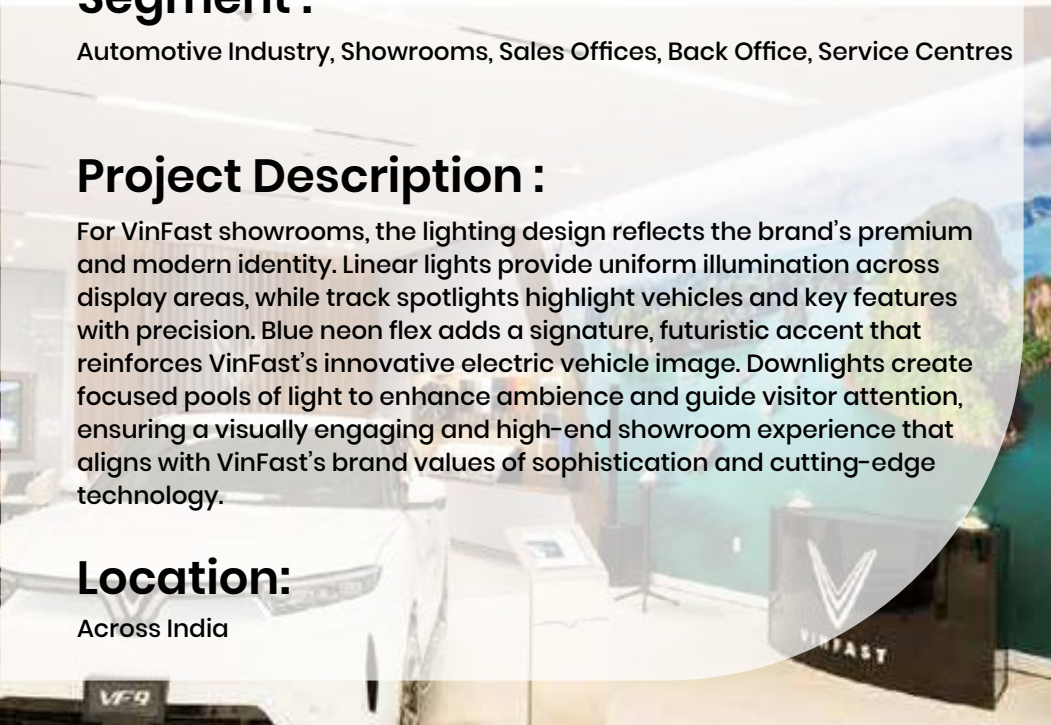 Segment :
Automotive Industry, Showrooms, Sales Offices, Back Office, Service Centres
Project Description :
For VinFast showrooms, the lighting design reflects the brand's premium
and modern identity. Linear lights provide uniform illumination across
display areas, while track spotlights highlight vehicles and key features
with precision. Blue neon flex adds a signature, futuristic accent that
reinforces VinFast's innovative electric vehicle image. Downlights create
focused pools of light to enhance ambience and guide visitor attention,
ensuring a visually engaging and high-end showroom experience that
aligns with VinFast's brand values of sophistication and cutting-edge
technology.
Location:
Across India
VINFAST
VF9